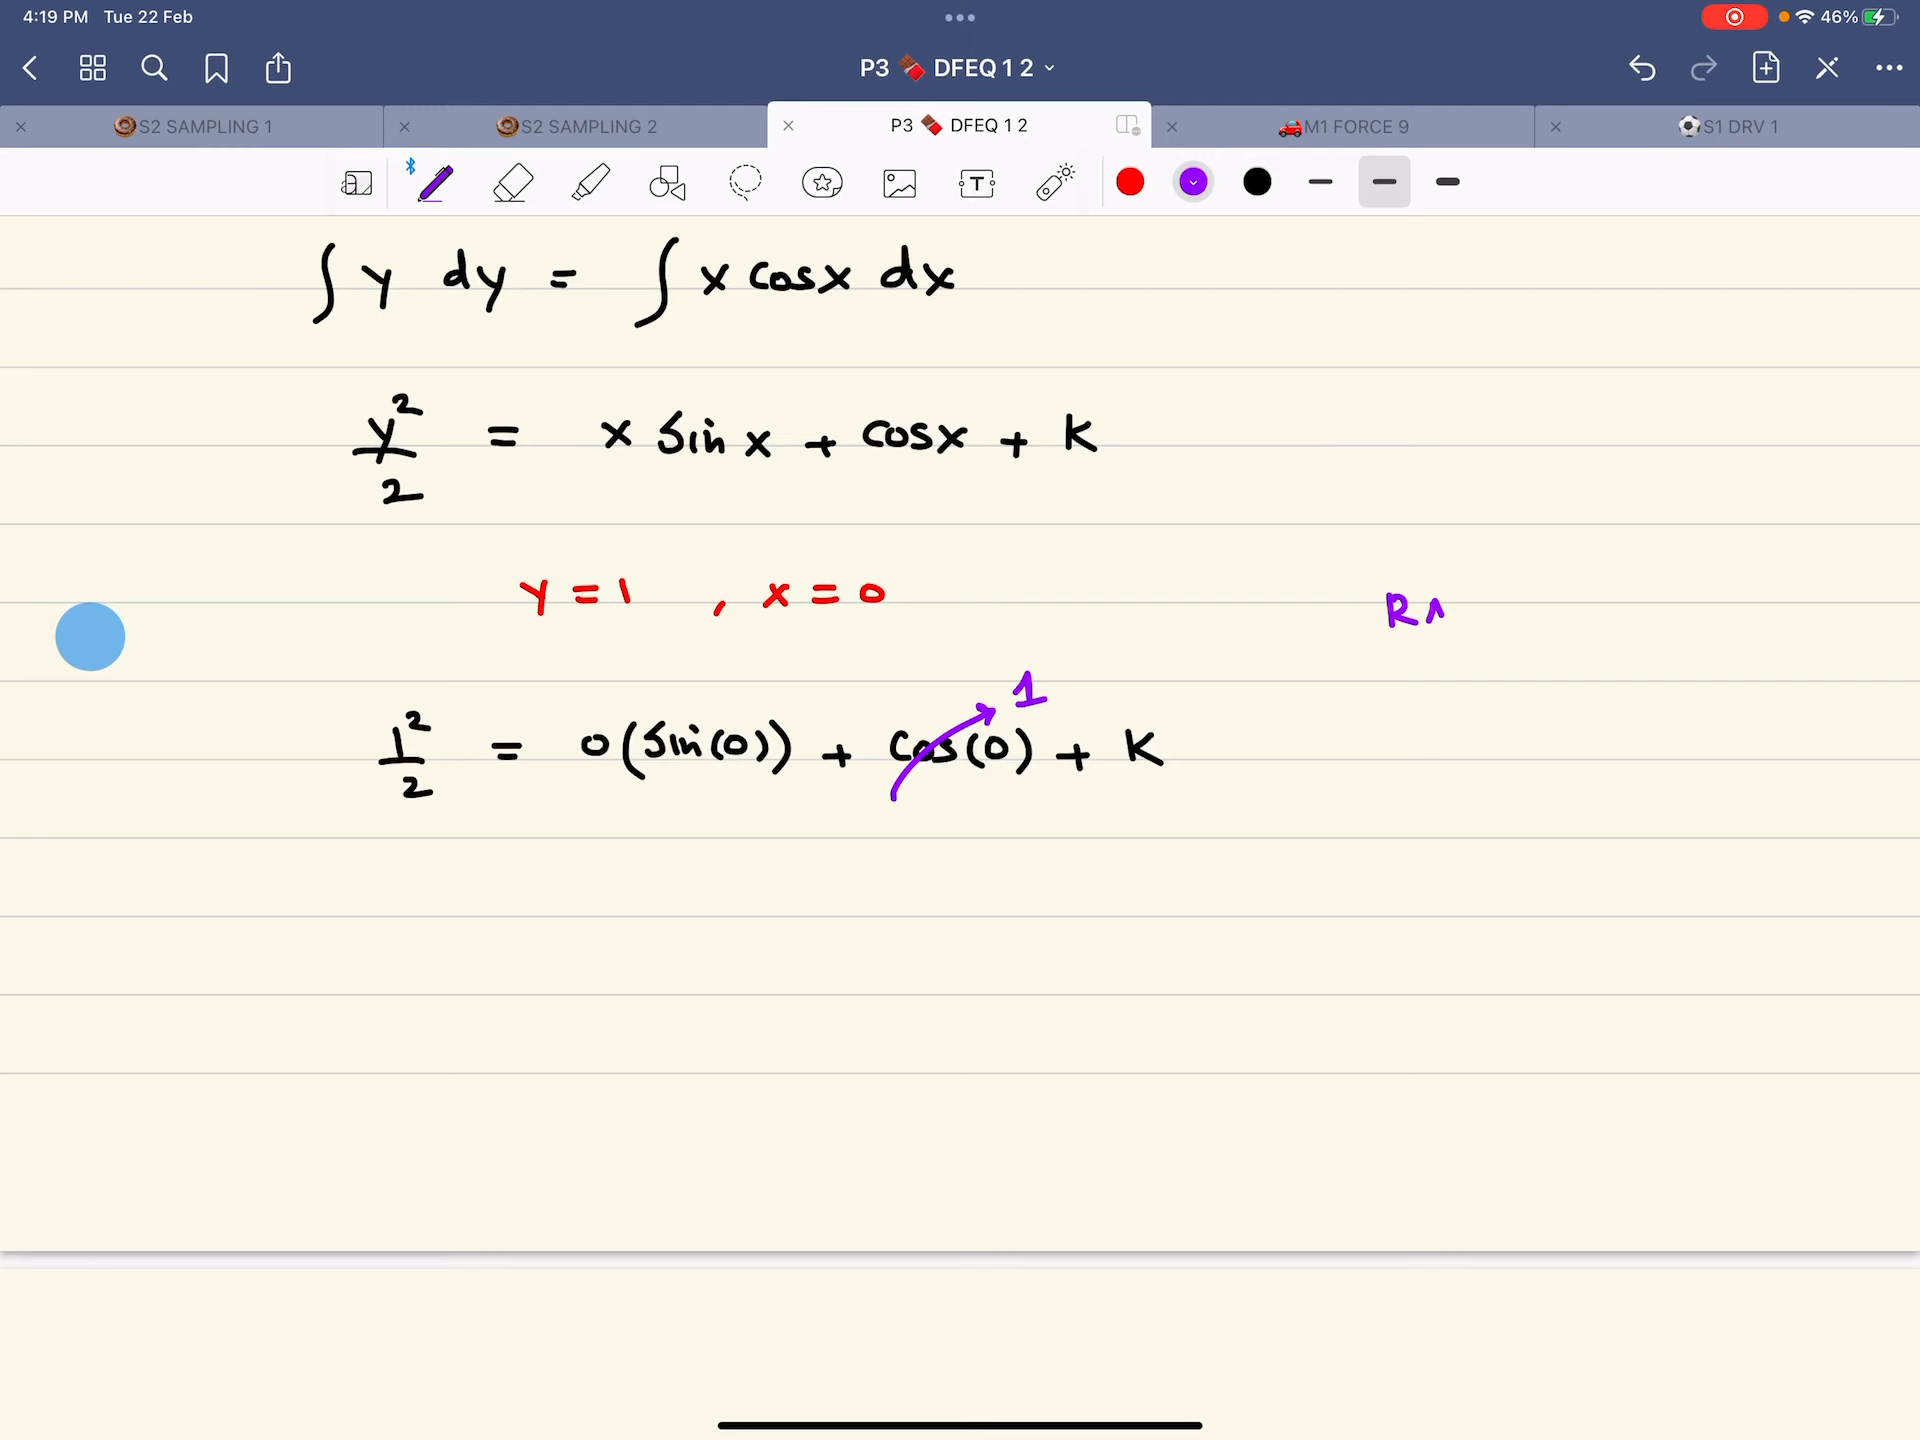 4:19 PM Tue 22 Feb
46%
P3 🍫 DFEQ 1 2
S2 SAMPLING 1
S2 SAMPLING 2
P3 🍫 DFEQ 1 2
M1 FORCE 9
S1 DRV 1
∫ y dy = ∫ x cosx dx
y²/2 = x Sin x + cosx + K
y = 1 , x = 0
1
1²/2 = 0(Sin(0)) + cos(0) + K